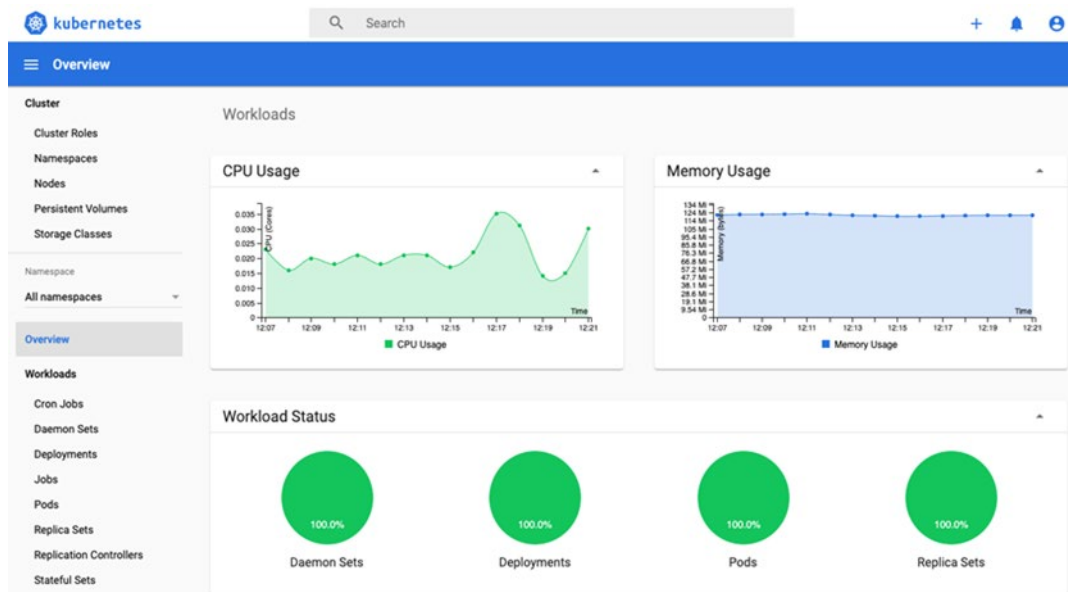 kubernetes
Search
Overview
Cluster
Cluster Roles
Namespaces
Nodes
Persistent Volumes
Storage Classes
Namespace
All namespaces
Overview
Workloads
Cron Jobs
Daemon Sets
Deployments
Jobs
Pods
Replica Sets
Replication Controllers
Stateful Sets
Workloads
CPU Usage
CPU (Cores)
0.035
0.030
0.025
0.020
0.015
0.010
0.005
0
Time
12:07 12:09 12:11 12:13 12:15 12:17 12:19 12:21
CPU Usage
Memory Usage
Memory (bytes)
134 Mi
124 Mi
114 Mi
105 Mi
95.4 Mi
85.8 Mi
76.3 Mi
66.8 Mi
57.2 Mi
47.7 Mi
38.1 Mi
28.6 Mi
19.1 Mi
9.54 Mi
0
Time
12:07 12:09 12:11 12:13 12:15 12:17 12:19 12:21
Memory Usage
Workload Status
100.0% 100.0% 100.0% 100.0%
Daemon Sets Deployments Pods Replica Sets